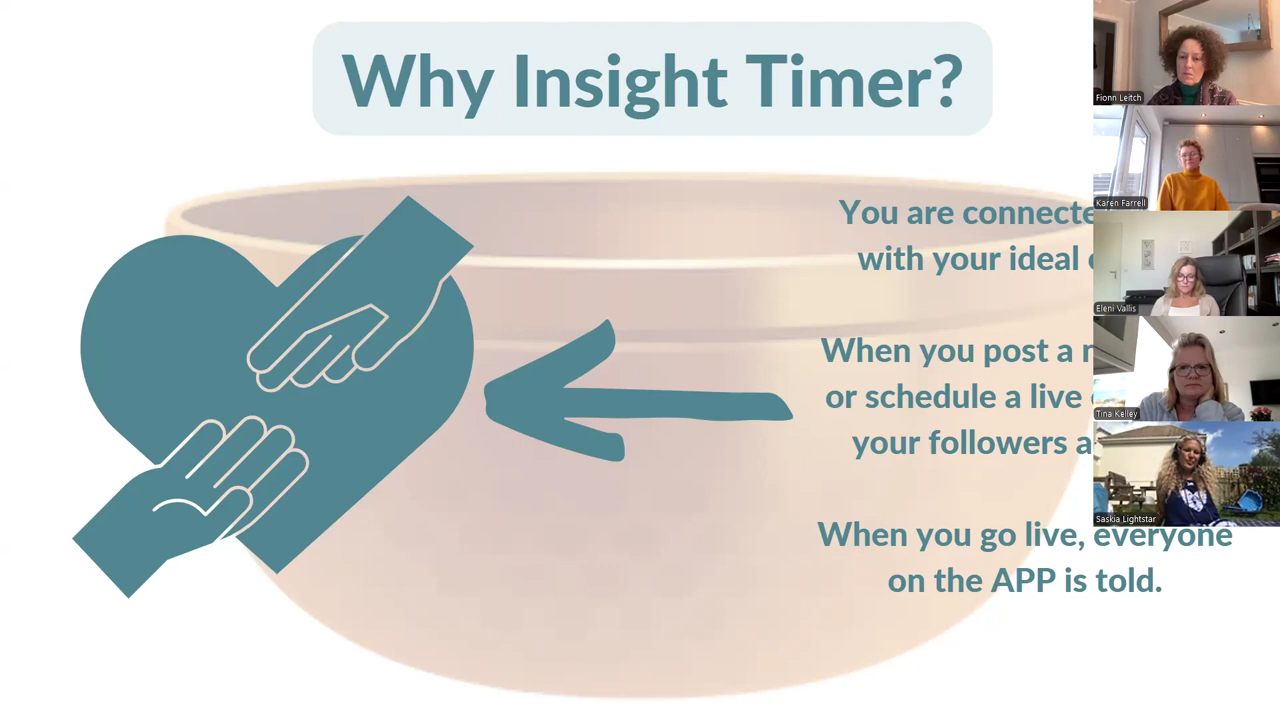 Why Insight Timer?
You are connecte
with your ideal
When you post a
or schedule a live
your followers
When you go live, everyone
on the APP is told.
Fionn Leitch
Karen Farrell
Eleni Vallis
Tina Kelley
Saskia Lightstar